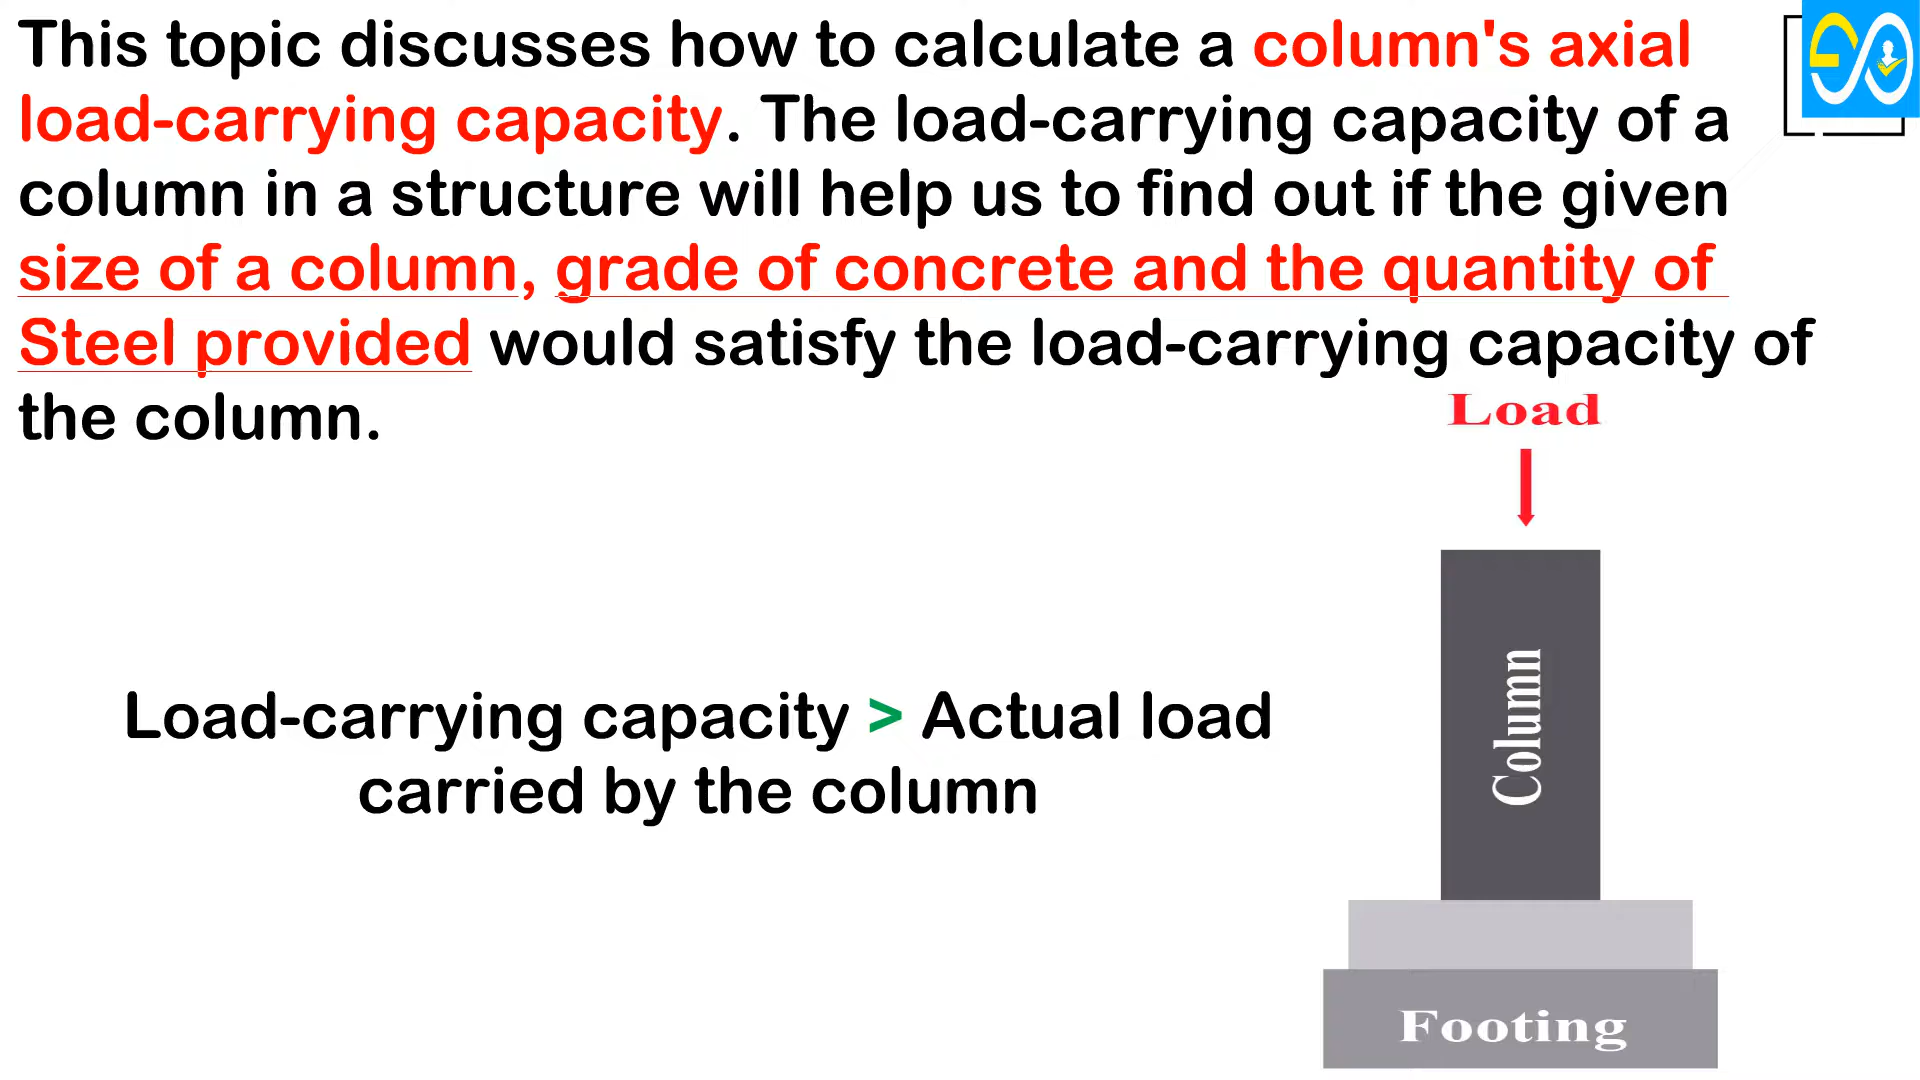 This topic discusses how to calculate a column's axial
load-carrying capacity. The load-carrying capacity of a
column in a structure will help us to find out if the given
size of a column, grade of concrete and the quantity of
Steel provided would satisfy the load-carrying capacity of
the column.
Load
Load-carrying capacity > Actual load
carried by the column
Column
Footing